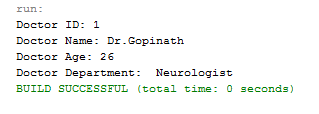 run:
Doctor ID: 1
Doctor Name: Dr.Gopinath
Doctor Age: 26
Doctor Department:  Neurologist
BUILD SUCCESSFUL (total time: 0 seconds)